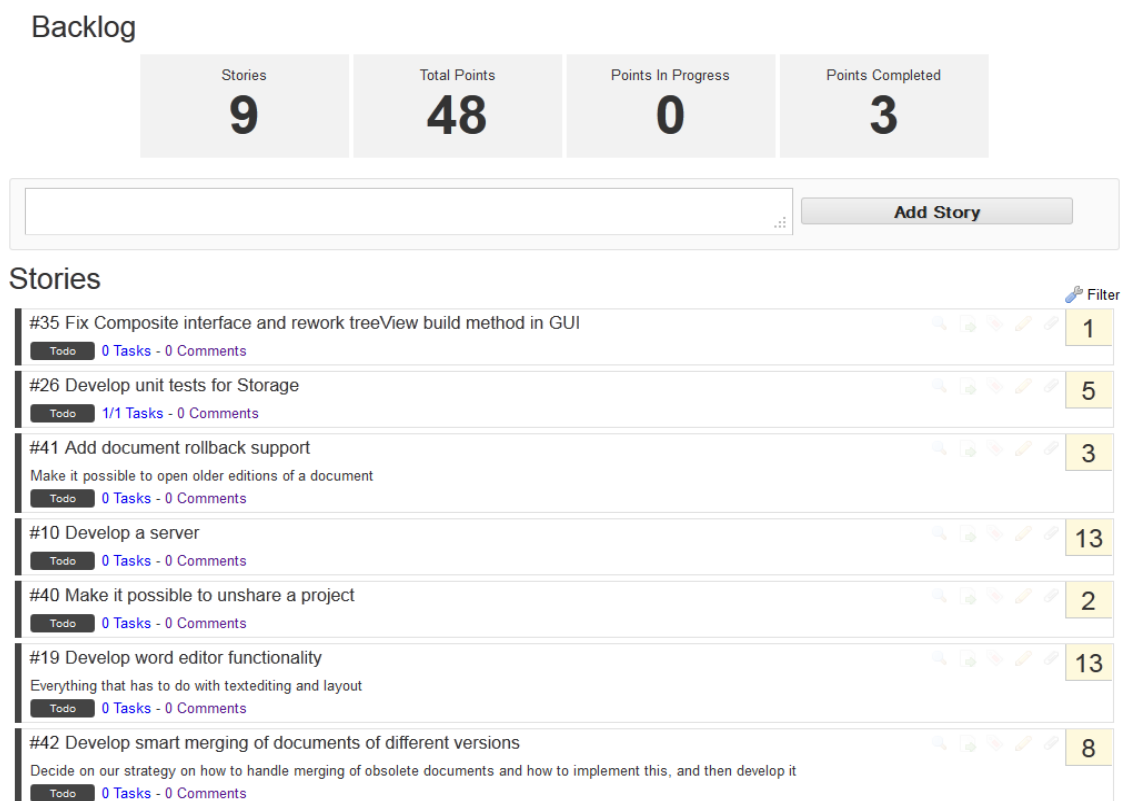 Backlog
Stories Total Points Points In Progress Points Completed
9 48 0 3
Add Story
Stories
Filter
#35 Fix Composite interface and rework treeView build method in GUI 1
Todo 0 Tasks - 0 Comments
#26 Develop unit tests for Storage 5
Todo 1/1 Tasks - 0 Comments
#41 Add document rollback support 3
Make it possible to open older editions of a document
Todo 0 Tasks - 0 Comments
#10 Develop a server 13
Todo 0 Tasks - 0 Comments
#40 Make it possible to unshare a project 2
Todo 0 Tasks - 0 Comments
#19 Develop word editor functionality 13
Everything that has to do with textediting and layout
Todo 0 Tasks - 0 Comments
#42 Develop smart merging of documents of different versions 8
Decide on our strategy on how to handle merging of obsolete documents and how to implement this, and then develop it
Todo 0 Tasks - 0 Comments